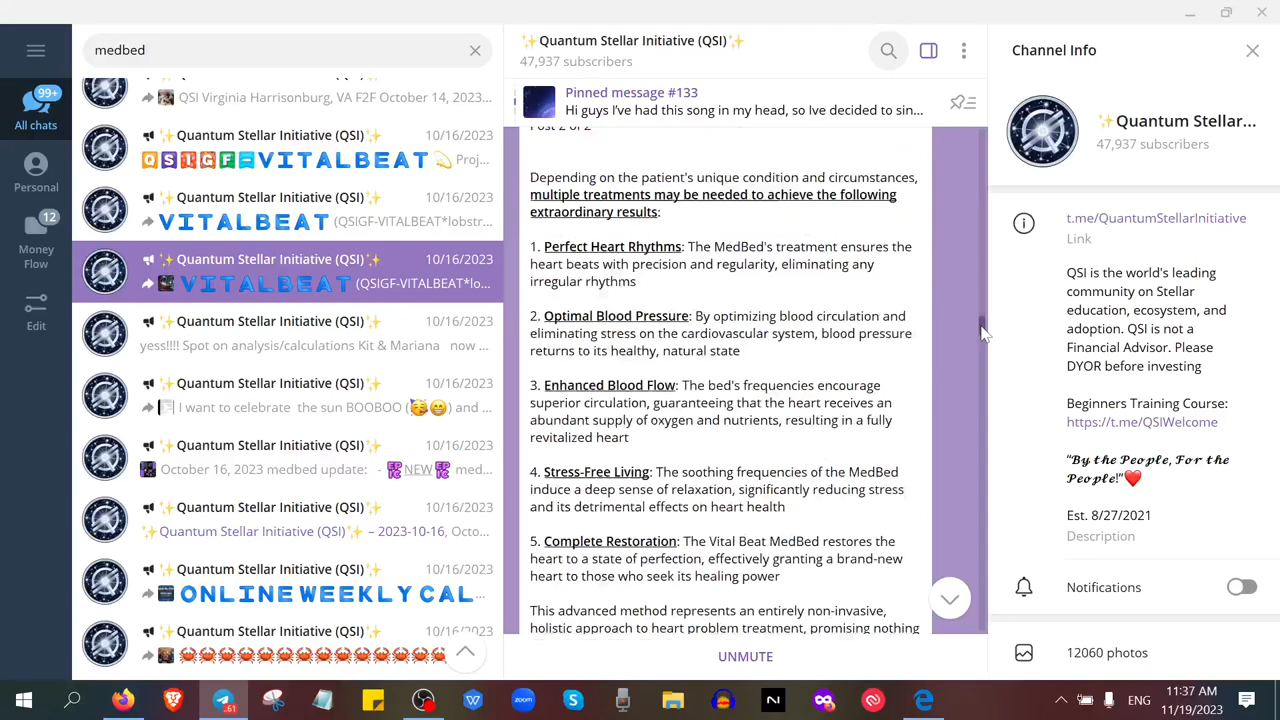 medbed
All chats
99+
Personal
12
Money
Flow
Edit
QSI Virginia Harrisonburg, VA F2F October 14, 2023...
✨Quantum Stellar Initiative (QSI)✨ 10/16/2023
QSIGF=VITALBEAT💫 Proj...
✨Quantum Stellar Initiative (QSI)✨ 10/16/2023
VITALBEAT (QSIGF-VITALBEAT*lobstr...
✨Quantum Stellar Initiative (QSI)✨ 10/16/2023
VITALBEAT (QSIGF-VITALBEAT*lo...
✨Quantum Stellar Initiative (QSI)✨ 10/16/2023
yess!!!! Spot on analysis/calculations Kit & Mariana now ...
✨Quantum Stellar Initiative (QSI)✨ 10/16/2023
I want to celebrate the sun BOOBOO (🥳😁) and ...
✨Quantum Stellar Initiative (QSI)✨ 10/16/2023
October 16, 2023 medbed update: - NEW med...
✨Quantum Stellar Initiative (QSI)✨ 10/16/2023
✨Quantum Stellar Initiative (QSI)✨ – 2023-10-16, Octo...
✨Quantum Stellar Initiative (QSI)✨ 10/16/2023
ONLINE WEEKLY CAL...
✨Quantum Stellar Initiative (QSI)✨ 10/16/2023
🦀🦀🦀🦀🦀🦀🦀🦀🦀🦀🦀🦀🦀🦀
✨Quantum Stellar Initiative (QSI)✨
47,937 subscribers
Pinned message #133
Hi guys I've had this song in my head, so Ive decided to sin...
Post 2 of 2
Depending on the patient's unique condition and circumstances,
multiple treatments may be needed to achieve the following
extraordinary results:
1. Perfect Heart Rhythms: The MedBed's treatment ensures the
heart beats with precision and regularity, eliminating any
irregular rhythms
2. Optimal Blood Pressure: By optimizing blood circulation and
eliminating stress on the cardiovascular system, blood pressure
returns to its healthy, natural state
3. Enhanced Blood Flow: The bed's frequencies encourage
superior circulation, guaranteeing that the heart receives an
abundant supply of oxygen and nutrients, resulting in a fully
revitalized heart
4. Stress-Free Living: The soothing frequencies of the MedBed
induce a deep sense of relaxation, significantly reducing stress
and its detrimental effects on heart health
5. Complete Restoration: The Vital Beat MedBed restores the
heart to a state of perfection, effectively granting a brand-new
heart to those who seek its healing power
This advanced method represents an entirely non-invasive,
holistic approach to heart problem treatment, promising nothing
UNMUTE
Channel Info
✨Quantum Stellar...
47,937 subscribers
t.me/QuantumStellarInitiative
Link
QSI is the world's leading
community on Stellar
education, ecosystem, and
adoption. QSI is not a
Financial Advisor. Please
DYOR before investing
Beginners Training Course:
https://t.me/QSIWelcome
“𝓑𝔂 𝓽𝓱𝓮 𝓟𝓮𝓸𝓹𝓵𝓮, 𝓕𝓸𝓻 𝓽𝓱𝓮
𝓟𝓮𝓸𝓹𝓵𝓮!”❤️
Est. 8/27/2021
Description
Notifications
12060 photos
.61
zoom
ENG
11:37 AM
11/19/2023